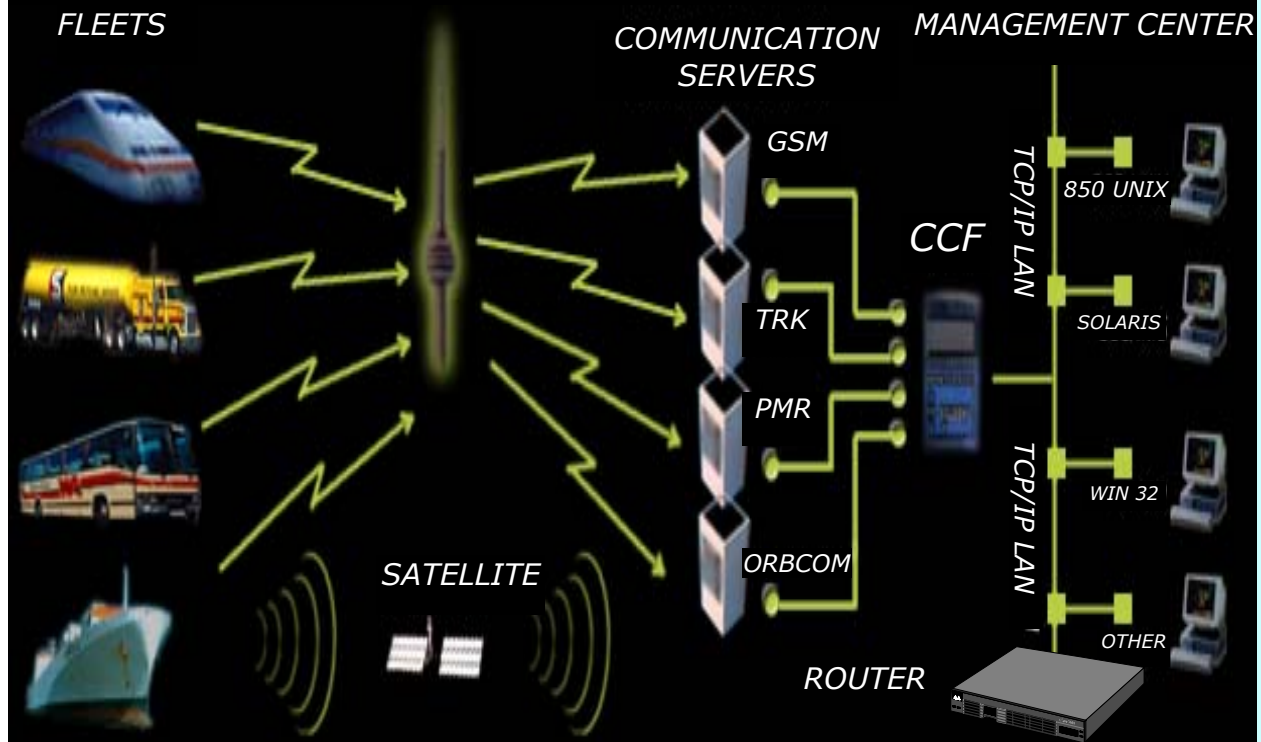 FLEETS
COMMUNICATION
SERVERS
MANAGEMENT CENTER
GSM
TCP/IP LAN
850 UNIX
CCF
TRK
SOLARIS
PMR
TCP/IP LAN
WIN 32
SATELLITE
ORBCOM
OTHER
ROUTER